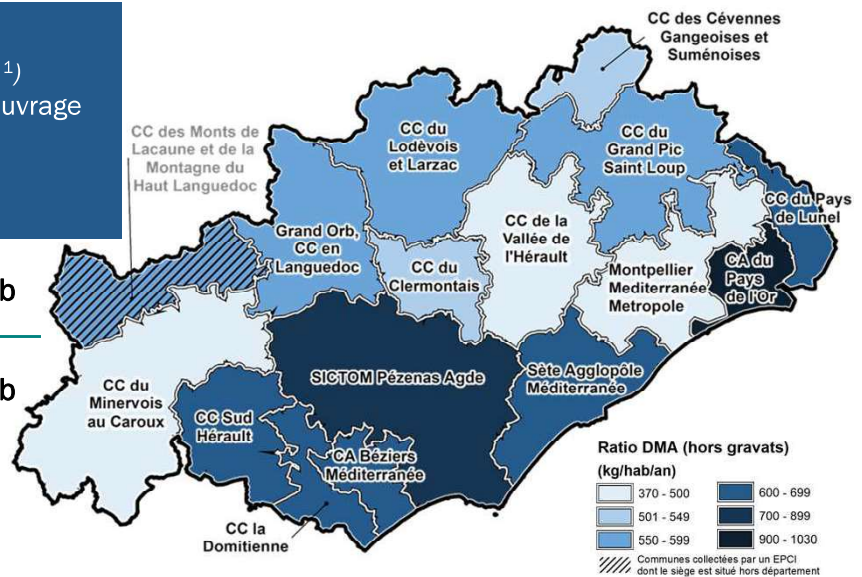 1)
uvrage
b
b
CC des Cévennes
Gangeoises et
Suménoises
CC des Monts de
Lacaune et de la
Montagne du
Haut Languedoc
CC du
Lodèvois
et Larzac
CC du
Grand Pic
Saint Loup
CC du Pays
de Lunel
Grand Orb,
CC en
Languedoc
CC de la
Vallée de
l'Hérault
CC du
Clermontais
Montpellier
Mediterranée
Metropole
CA du
Pays
de l'Or
SICTOM Pézenas Agde
Sète Agglopôle
Méditerranée
CC du
Minervois
au Caroux
CC Sud
Hérault
CA Béziers
Méditerranée
CC la
Domitienne
Ratio DMA (hors gravats)
(kg/hab/an)
370 - 500
501 - 549
550 - 599
600 - 699
700 - 899
900 - 1030
Communes collectées par un EPCI
dont le siège est situé hors département